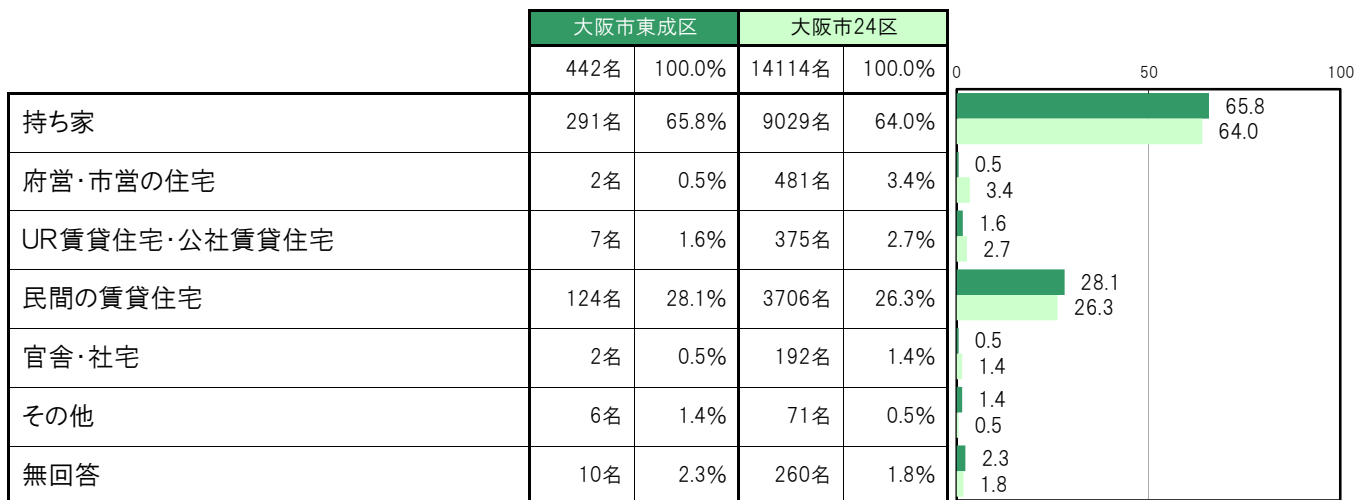 大阪市東成区 大阪市24区
442名 100.0% 14114名 100.0% 0 50 100
持ち家 291名 65.8% 9029名 64.0% 65.8
64.0
府営・市営の住宅 2名 0.5% 481名 3.4% 0.5
3.4
UR賃貸住宅・公社賃貸住宅 7名 1.6% 375名 2.7% 1.6
2.7
民間の賃貸住宅 124名 28.1% 3706名 26.3% 28.1
26.3
官舎・社宅 2名 0.5% 192名 1.4% 0.5
1.4
その他 6名 1.4% 71名 0.5% 1.4
0.5
無回答 10名 2.3% 260名 1.8% 2.3
1.8